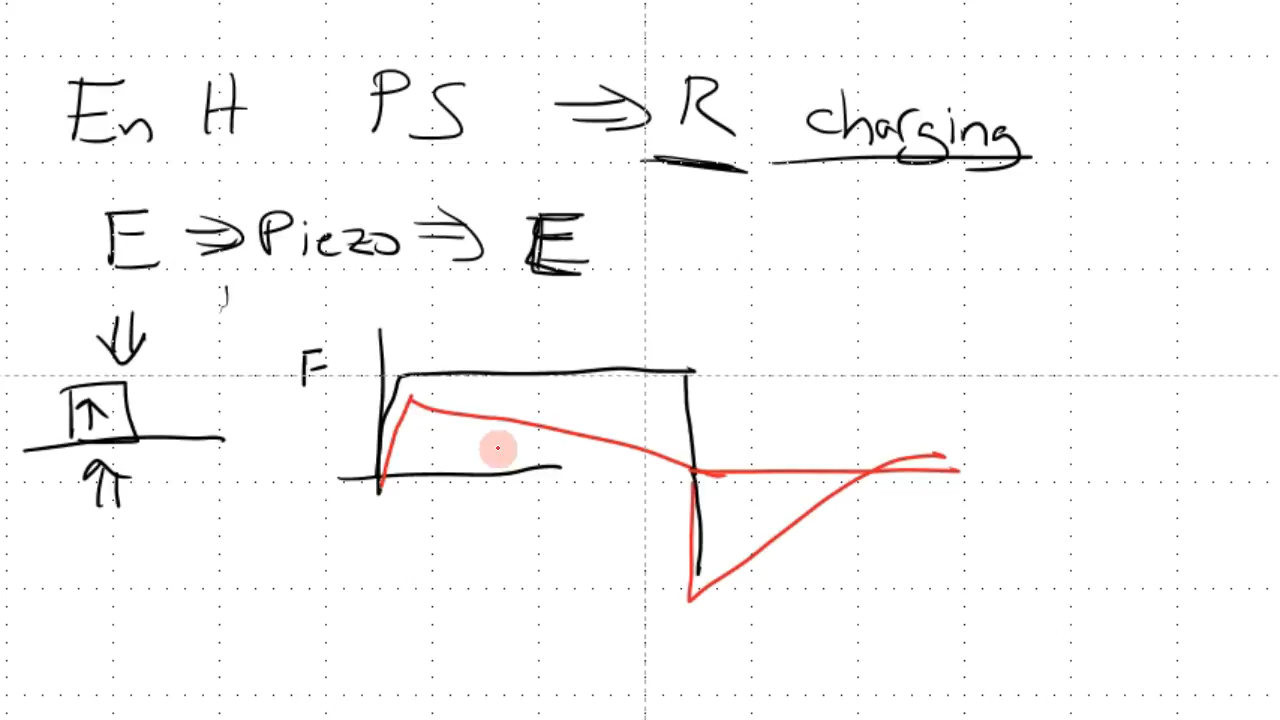 En H PS ⇒ R charging
E ⇒ Piezo ⇒ E
F